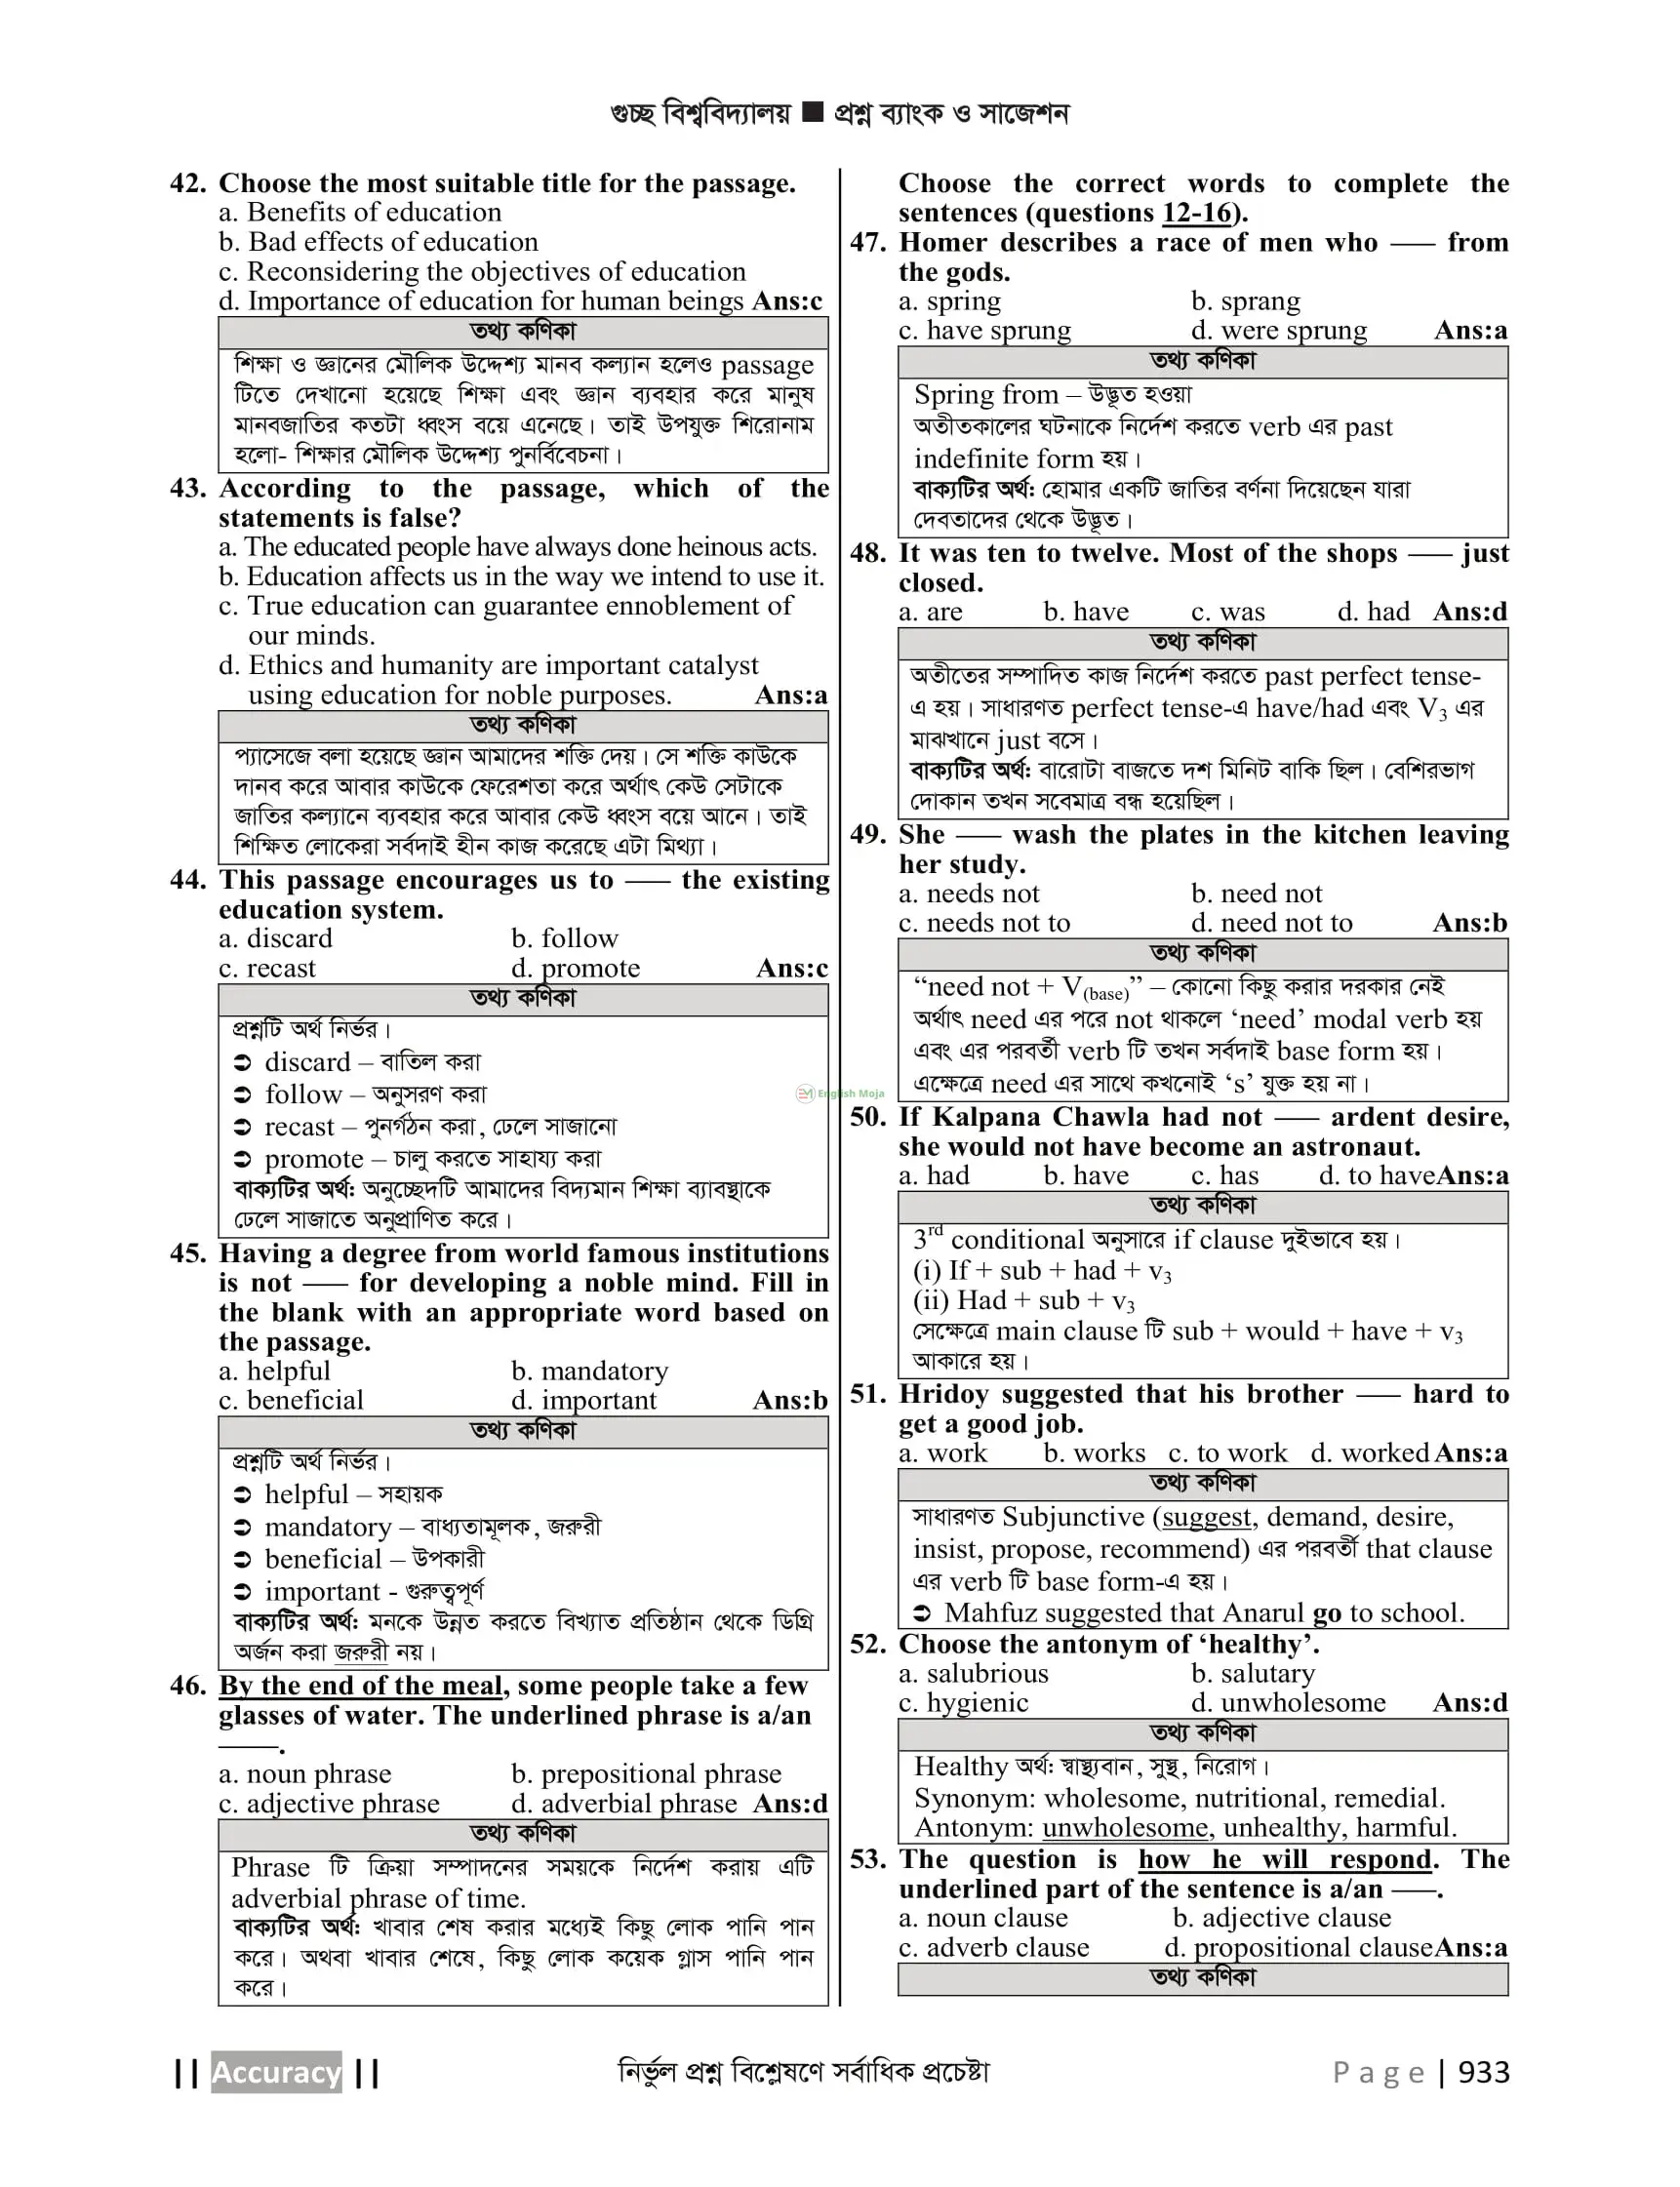 গুচ্ছ বিশ্ববিদ্যালয় ■ প্রশ্ন ব্যাংক ও সাজেশন
42. Choose the most suitable title for the passage.
a. Benefits of education
b. Bad effects of education
c. Reconsidering the objectives of education
d. Importance of education for human beings Ans:c
তথ্য কণিকা
শিক্ষা ও জ্ঞানের মৌলিক উদ্দেশ্য মানব কল্যান হলেও passage
টিতে দেখানো হয়েছে শিক্ষা এবং জ্ঞান ব্যবহার করে মানুষ
মানবজাতির কতটা ধ্বংস বয়ে এনেছে। তাই উপযুক্ত শিরোনাম
হলো- শিক্ষার মৌলিক উদ্দেশ্য পুনর্বিবেচনা।
43. According to the passage, which of the
statements is false?
a. The educated people have always done heinous acts.
b. Education affects us in the way we intend to use it.
c. True education can guarantee ennoblement of
our minds.
d. Ethics and humanity are important catalyst
using education for noble purposes. Ans:a
তথ্য কণিকা
প্যাসেজে বলা হয়েছে জ্ঞান আমাদের শক্তি দেয়। সে শক্তি কাউকে
দানব করে আবার কাউকে ফেরেশতা করে অর্থাৎ কেউ সেটাকে
জাতির কল্যানে ব্যবহার করে আবার কেউ ধ্বংস বয়ে আনে। তাই
শিক্ষিত লোকেরা সর্বদাই হীন কাজ করেছে এটা মিথ্যা।
44. This passage encourages us to —– the existing
education system.
a. discard b. follow
c. recast d. promote Ans:c
তথ্য কণিকা
প্রশ্নটি অর্থ নির্ভর।
➲ discard – বাতিল করা
➲ follow – অনুসরণ করা
➲ recast – পুনর্গঠন করা, ঢেলে সাজানো
➲ promote – চালু করতে সাহায্য করা
বাক্যটির অর্থ: অনুচ্ছেদটি আমাদের বিদ্যমান শিক্ষা ব্যাবস্থাকে
ঢেলে সাজাতে অনুপ্রাণিত করে।
45. Having a degree from world famous institutions
is not —– for developing a noble mind. Fill in
the blank with an appropriate word based on
the passage.
a. helpful b. mandatory
c. beneficial d. important Ans:b
তথ্য কণিকা
প্রশ্নটি অর্থ নির্ভর।
➲ helpful – সহায়ক
➲ mandatory – বাধ্যতামূলক, জরুরী
➲ beneficial – উপকারী
➲ important - গুরুত্বপূর্ণ
বাক্যটির অর্থ: মনকে উন্নত করতে বিখ্যাত প্রতিষ্ঠান থেকে ডিগ্রি
অর্জন করা জরুরী নয়।
46. By the end of the meal, some people take a few
glasses of water. The underlined phrase is a/an
——.
a. noun phrase b. prepositional phrase
c. adjective phrase d. adverbial phrase Ans:d
তথ্য কণিকা
Phrase টি ক্রিয়া সম্পাদনের সময়কে নির্দেশ করায় এটি
adverbial phrase of time.
বাক্যটির অর্থ: খাবার শেষ করার মধ্যেই কিছু লোক পানি পান
করে। অথবা খাবার শেষে, কিছু লোক কয়েক গ্লাস পানি পান
করে।
Choose the correct words to complete the
sentences (questions 12-16).
47. Homer describes a race of men who —– from
the gods.
a. spring b. sprang
c. have sprung d. were sprung Ans:a
তথ্য কণিকা
Spring from – উদ্ভূত হওয়া
অতীতকালের ঘটনাকে নির্দেশ করতে verb এর past
indefinite form হয়।
বাক্যটির অর্থ: হোমার একটি জাতির বর্ণনা দিয়েছেন যারা
দেবতাদের থেকে উদ্ভূত।
48. It was ten to twelve. Most of the shops —– just
closed.
a. are b. have c. was d. had Ans:d
তথ্য কণিকা
অতীতের সম্পাদিত কাজ নির্দেশ করতে past perfect tense-
এ হয়। সাধারণত perfect tense-এ have/had এবং V3 এর
মাঝখানে just বসে।
বাক্যটির অর্থ: বারোটা বাজতে দশ মিনিট বাকি ছিল। বেশিরভাগ
দোকান তখন সবেমাত্র বন্ধ হয়েছিল।
49. She —– wash the plates in the kitchen leaving
her study.
a. needs not b. need not
c. needs not to d. need not to Ans:b
তথ্য কণিকা
“need not + V(base)” – কোনো কিছু করার দরকার নেই
অর্থাৎ need এর পরে not থাকলে ‘need’ modal verb হয়
এবং এর পরবর্তী verb টি তখন সর্বদাই base form হয়।
এক্ষেত্রে need এর সাথে কখনোই ‘s’ যুক্ত হয় না।
English Moja
50. If Kalpana Chawla had not —– ardent desire,
she would not have become an astronaut.
a. had b. have c. has d. to have Ans:a
তথ্য কণিকা
3rd conditional অনুসারে if clause দুইভাবে হয়।
(i) If + sub + had + v3
(ii) Had + sub + v3
সেক্ষেত্রে main clause টি sub + would + have + v3
আকারে হয়।
51. Hridoy suggested that his brother —– hard to
get a good job.
a. work b. works c. to work d. worked Ans:a
তথ্য কণিকা
সাধারণত Subjunctive (suggest, demand, desire,
insist, propose, recommend) এর পরবর্তী that clause
এর verb টি base form-এ হয়।
➲ Mahfuz suggested that Anarul go to school.
52. Choose the antonym of ‘healthy’.
a. salubrious b. salutary
c. hygienic d. unwholesome Ans:d
তথ্য কণিকা
Healthy অর্থ: স্বাস্থ্যবান, সুস্থ, নিরোগ।
Synonym: wholesome, nutritional, remedial.
Antonym: unwholesome, unhealthy, harmful.
53. The question is how he will respond. The
underlined part of the sentence is a/an —–.
a. noun clause b. adjective clause
c. adverb clause d. propositional clause Ans:a
তথ্য কণিকা
|| Accuracy || নির্ভুল প্রশ্ন বিশ্লেষণে সর্বাধিক প্রচেষ্টা Page | 933